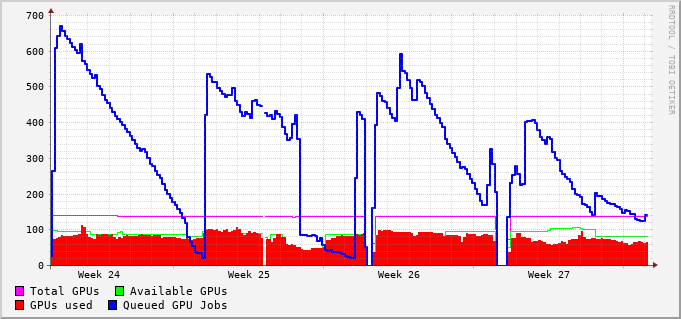 700
600
500
400
300
200
100
0
Week 24 Week 25 Week 26 Week 27
Total GPUs Available GPUs
GPUs used Queued GPU Jobs
RRDTOOL / TOBI OETIKER